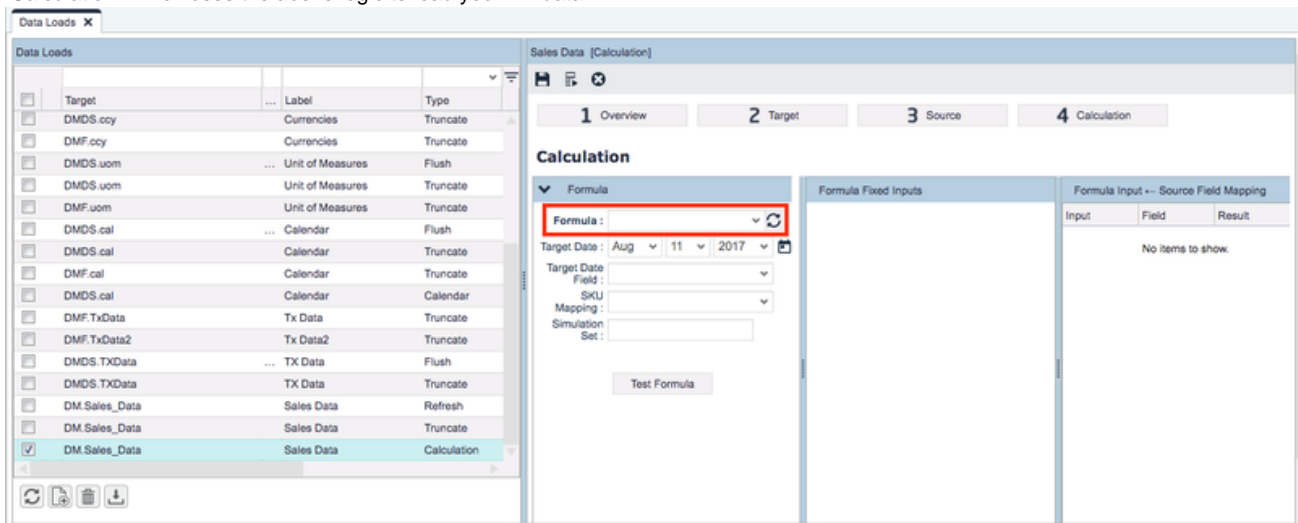 Data Loads X
Data Loads
Target ... Label Type
DMDS.ccy Currencies Truncate
DMF.ccy Currencies Truncate
DMDS.uom ... Unit of Measures Flush
DMDS.uom Unit of Measures Truncate
DMF.uom Unit of Measures Truncate
DMDS.cal ... Calendar Flush
DMDS.cal Calendar Truncate
DMF.cal Calendar Truncate
DMDS.cal Calendar Calendar
DMF.TxData Tx Data Truncate
DMF.TxData2 Tx Data2 Truncate
DMDS.TXData ... TX Data Flush
DMDS.TXData TX Data Truncate
DM.Sales_Data Sales Data Refresh
DM.Sales_Data Sales Data Truncate
DM.Sales_Data Sales Data Calculation
Sales Data [Calculation]
1 Overview 2 Target 3 Source 4 Calculation
Calculation
Formula
Formula :
Target Date : Aug 11 2017
Target Date Field :
SKU Mapping :
Simulation Set :
Test Formula
Formula Fixed Inputs
Formula Input ← Source Field Mapping
Input Field Result
No items to show.